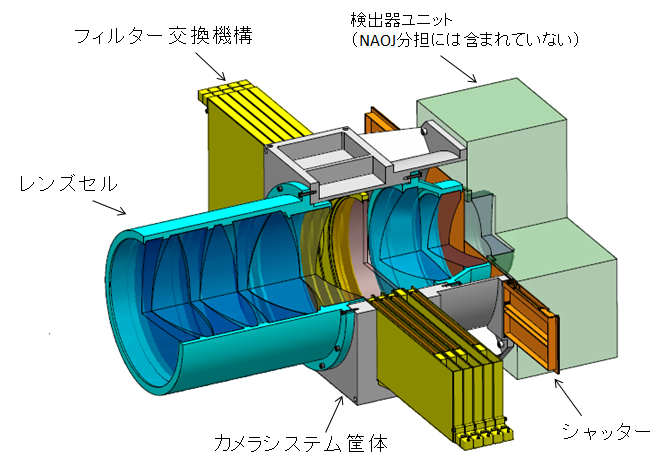 フィルター交換機構
検出器ユニット
（NAOJ分担には含まれていない）
レンズセル
カメラシステム筐体
シャッター